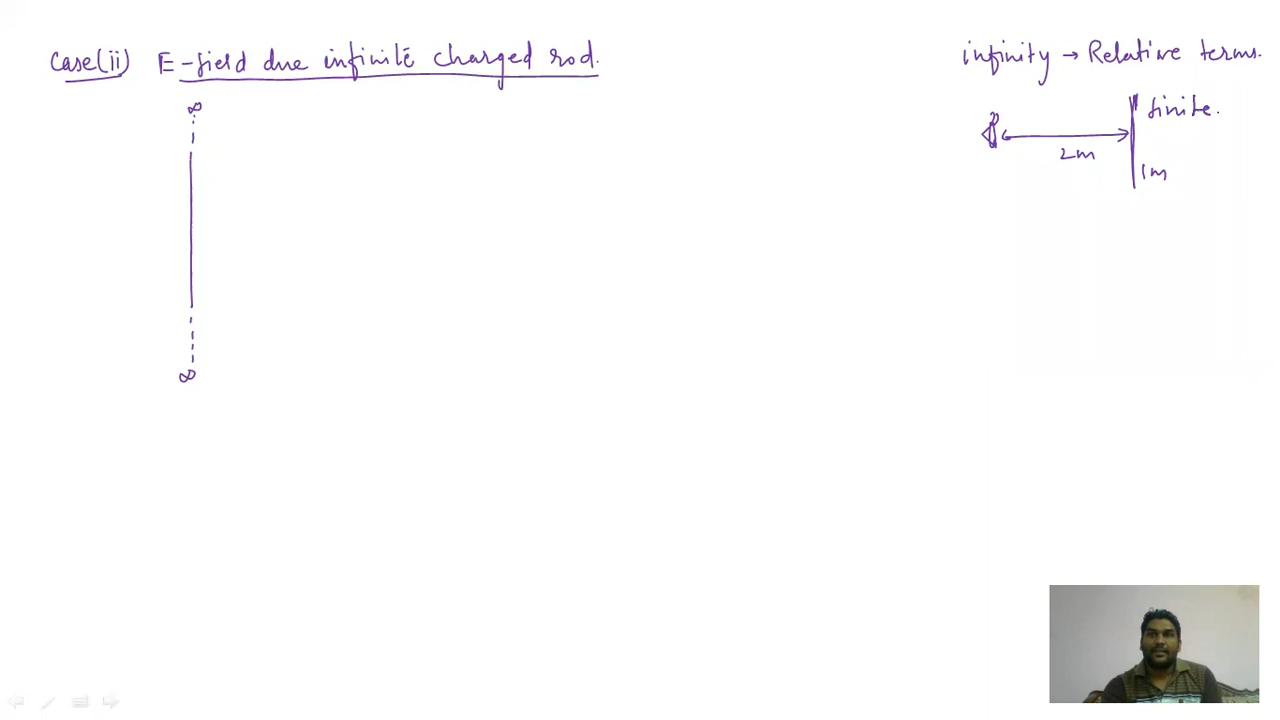 Case(ii) E-field due infinite charged rod.
∞
∞
infinity → Relative terms.
finite.
2m
1m